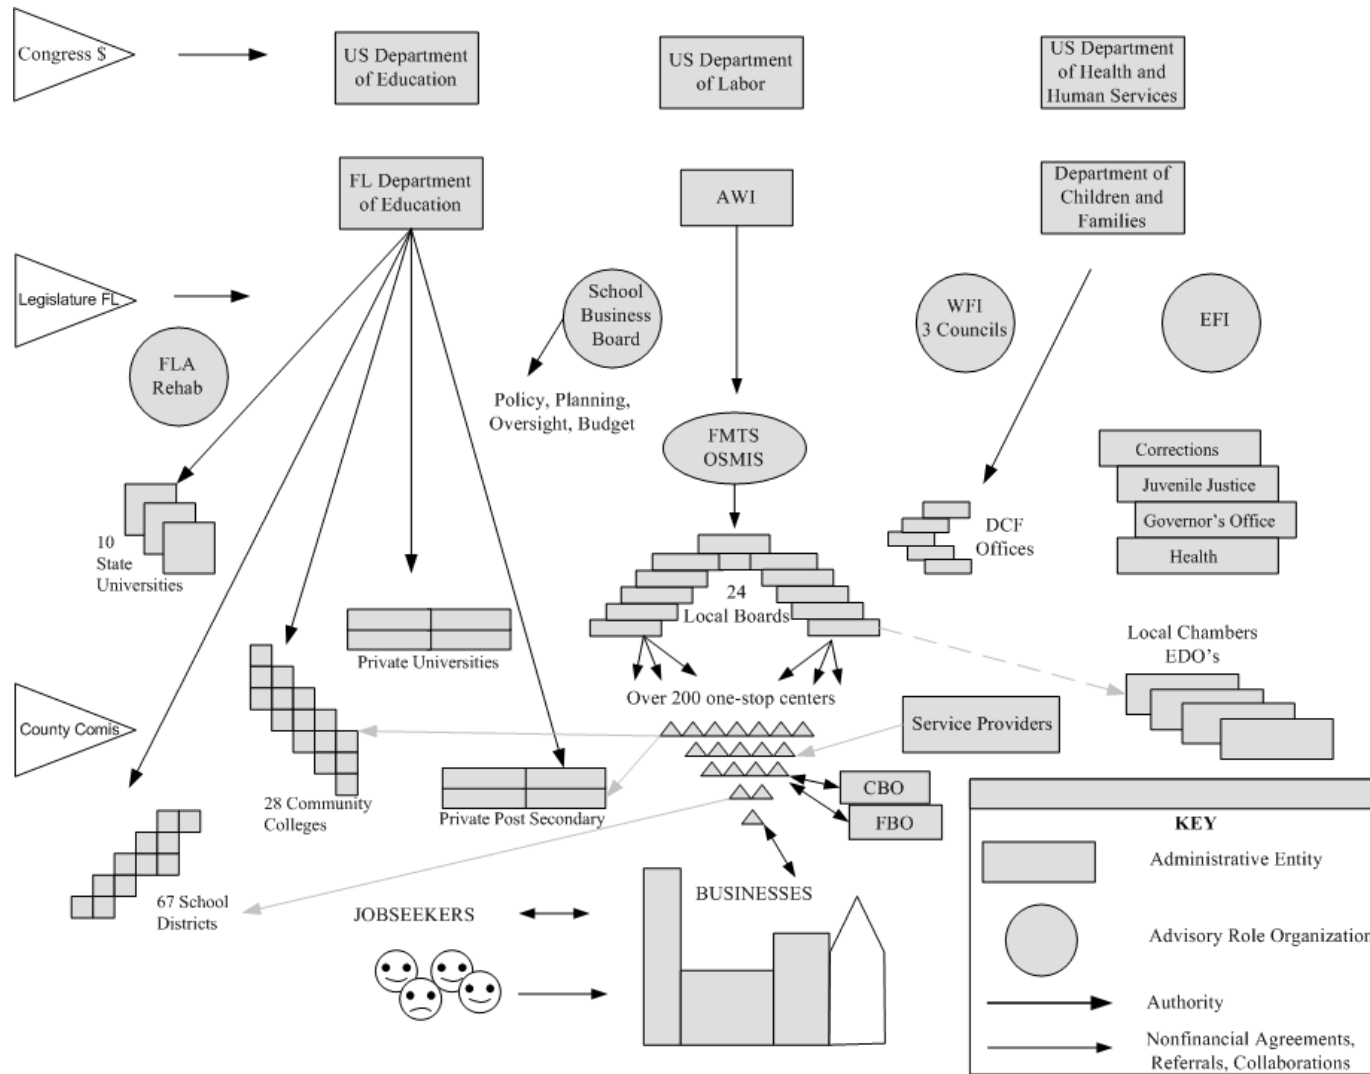 Congress $
US Department
of Education
US Department
of Labor
US Department
of Health and
Human Services
FL Department
of Education
AWI
Department of
Children and
Families
Legislature FL
FLA
Rehab
School
Business
Board
WFI
3 Councils
EFI
Policy, Planning,
Oversight, Budget
FMTS
OSMIS
Corrections
Juvenile Justice
Governor's Office
Health
10
State
Universities
DCF
Offices
24
Local Boards
Private Universities
Local Chambers
EDO's
Over 200 one-stop centers
County Comis
Service Providers
28 Community
Colleges
Private Post Secondary
CBO
FBO
67 School
Districts
JOBSEEKERS
BUSINESSES
KEY
Administrative Entity
Advisory Role Organization
Authority
Nonfinancial Agreements,
Referrals, Collaborations